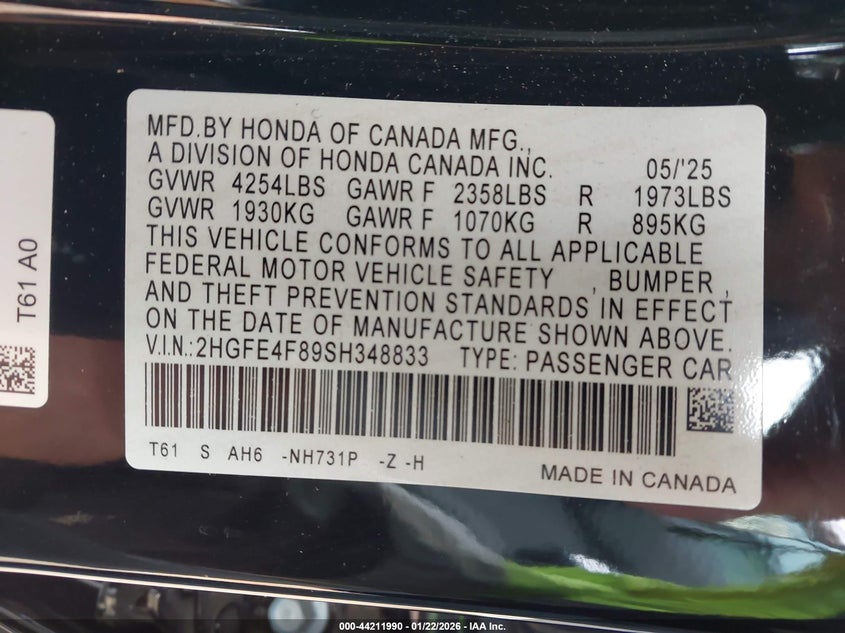 MFD.BY HONDA OF CANADA MFG.,
A DIVISION OF HONDA CANADA INC. 05/'25
GVWR 4254LBS GAWR F 2358LBS R 1973LBS
GVWR 1930KG GAWR F 1070KG R 895KG
THIS VEHICLE CONFORMS TO ALL APPLICABLE
FEDERAL MOTOR VEHICLE SAFETY , BUMPER ,
AND THEFT PREVENTION STANDARDS IN EFFECT
ON THE DATE OF MANUFACTURE SHOWN ABOVE.
V.I.N.:2HGFE4F89SH348833 TYPE: PASSENGER CAR
T61 S AH6 -NH731P -Z -H
MADE IN CANADA
T61 A0
000-44211990 - 01/22/2026 - IAA Inc.